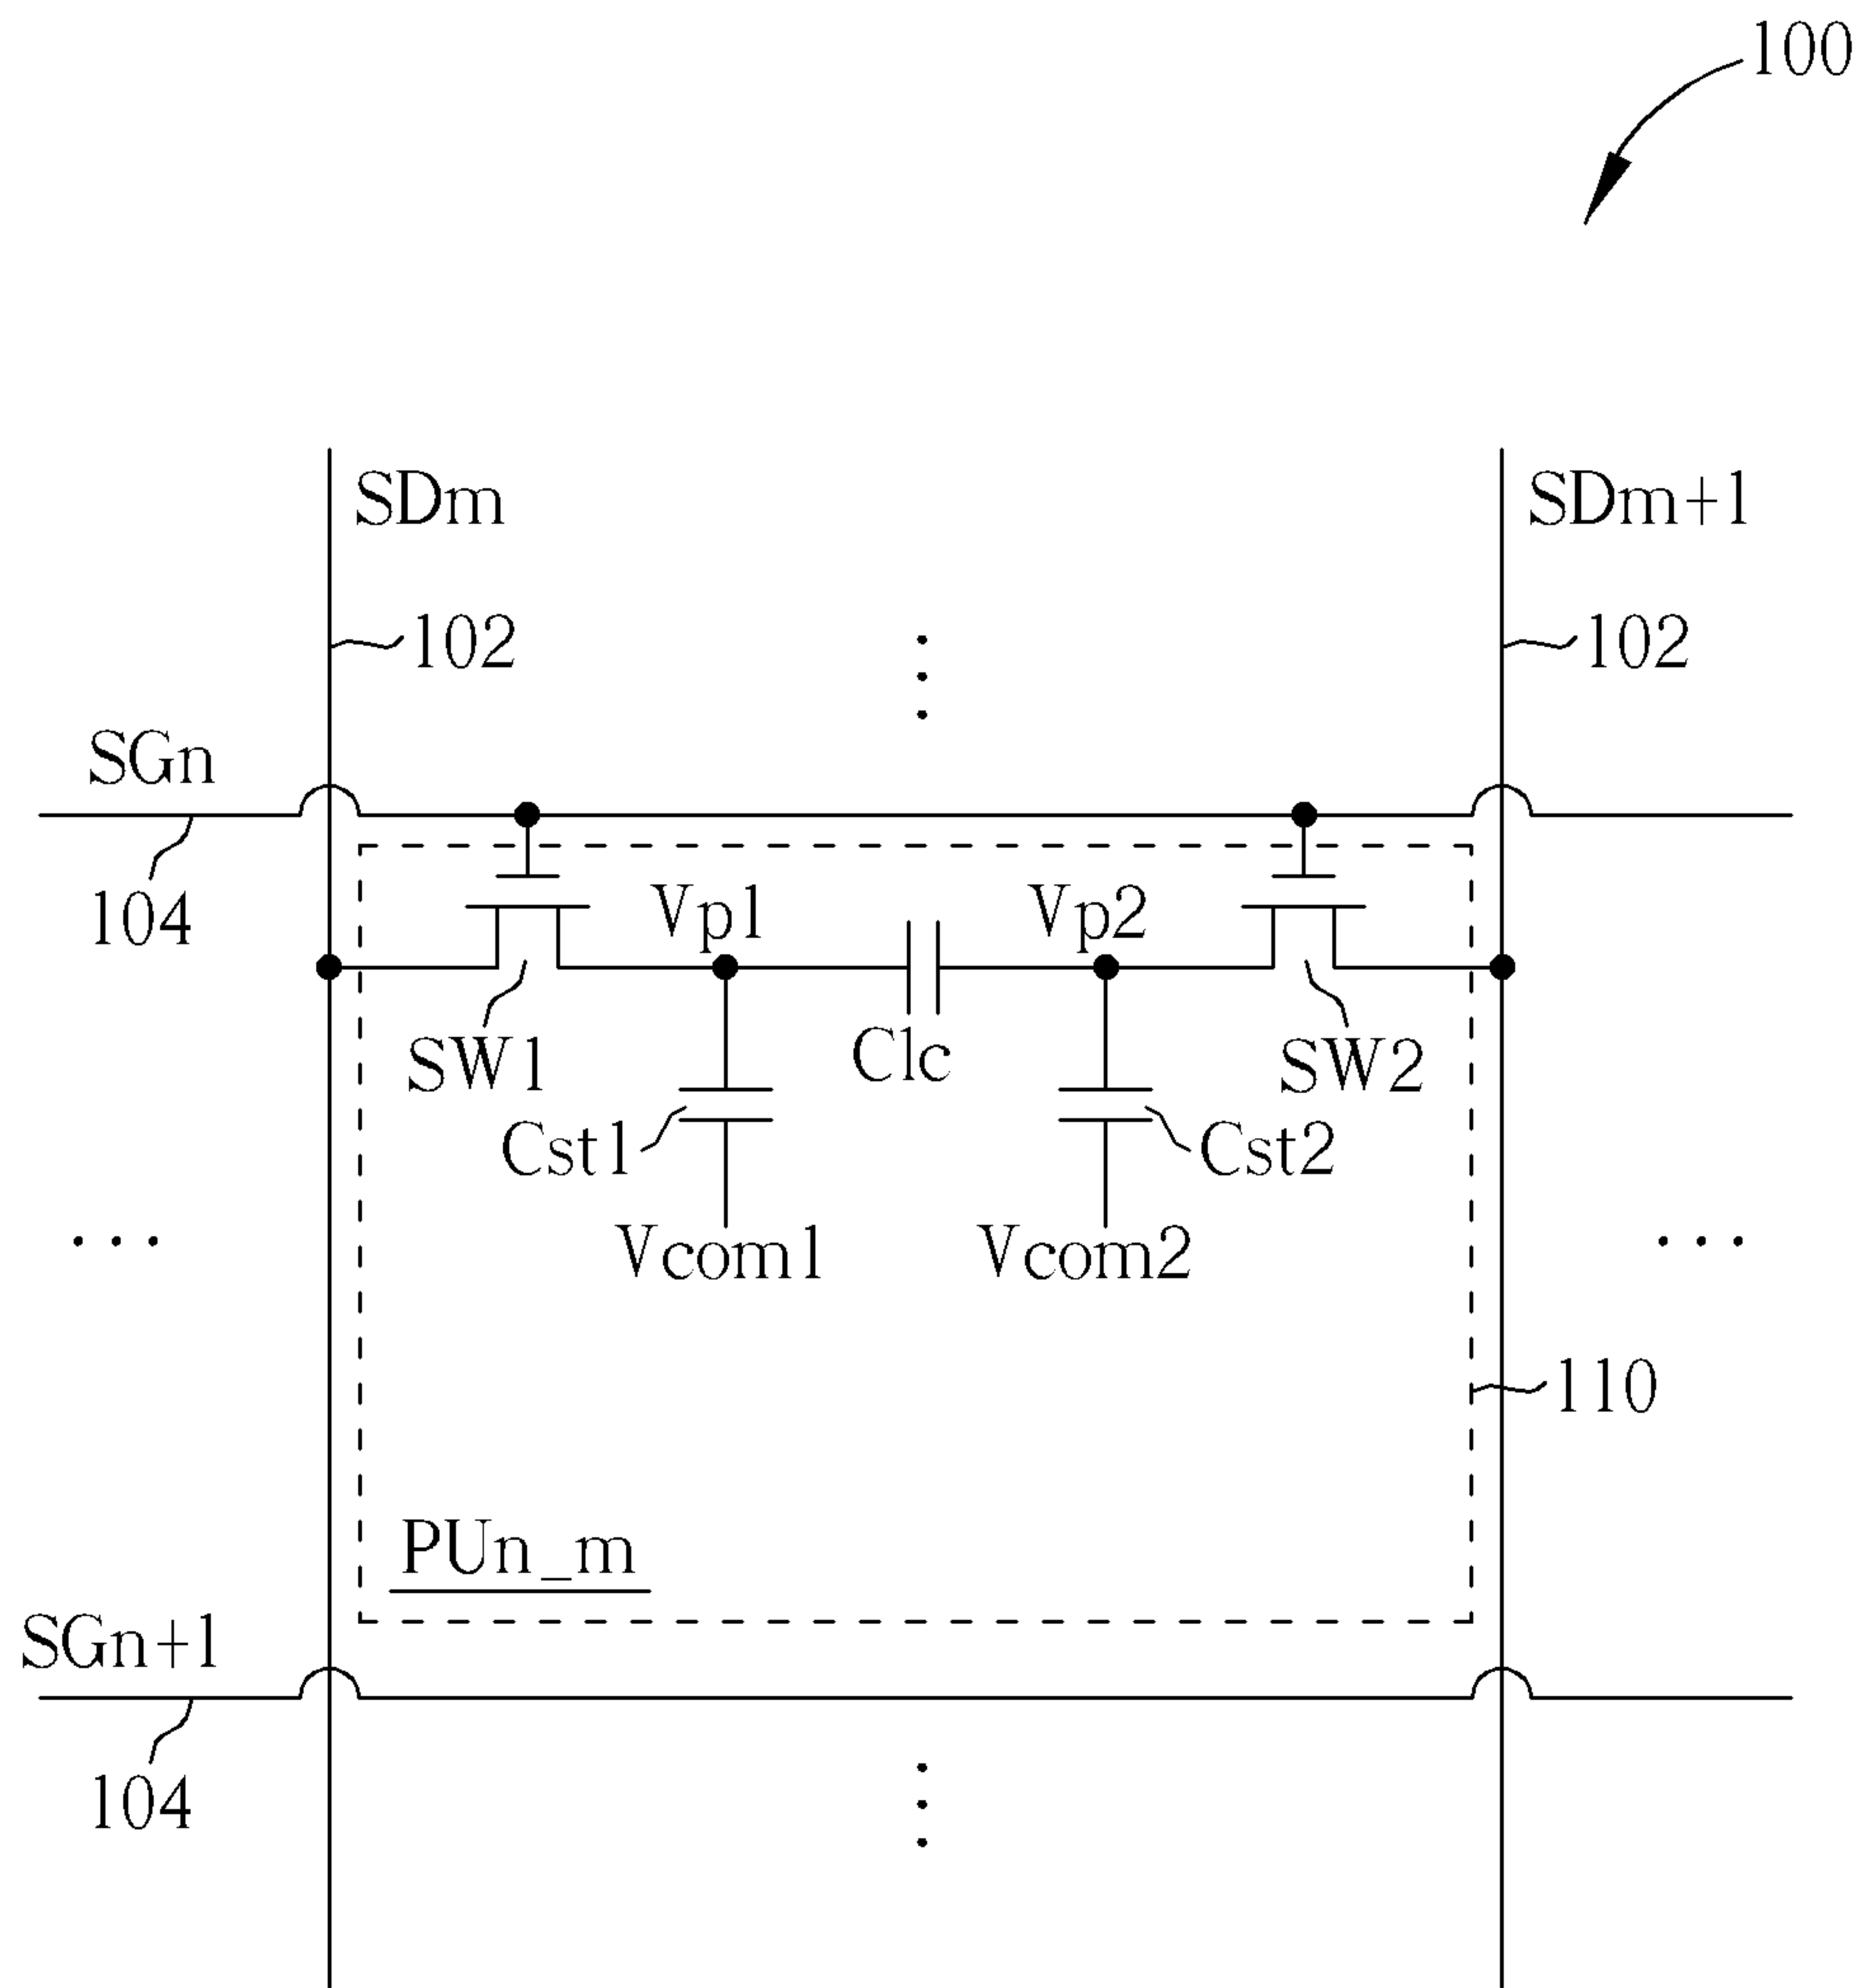 100
SDm
SDm+1
102
102
SGn
104
Vp1
Vp2
SW1
Clc
SW2
Cst1
Cst2
Vcom1
Vcom2
110
PUn_m
SGn+1
104